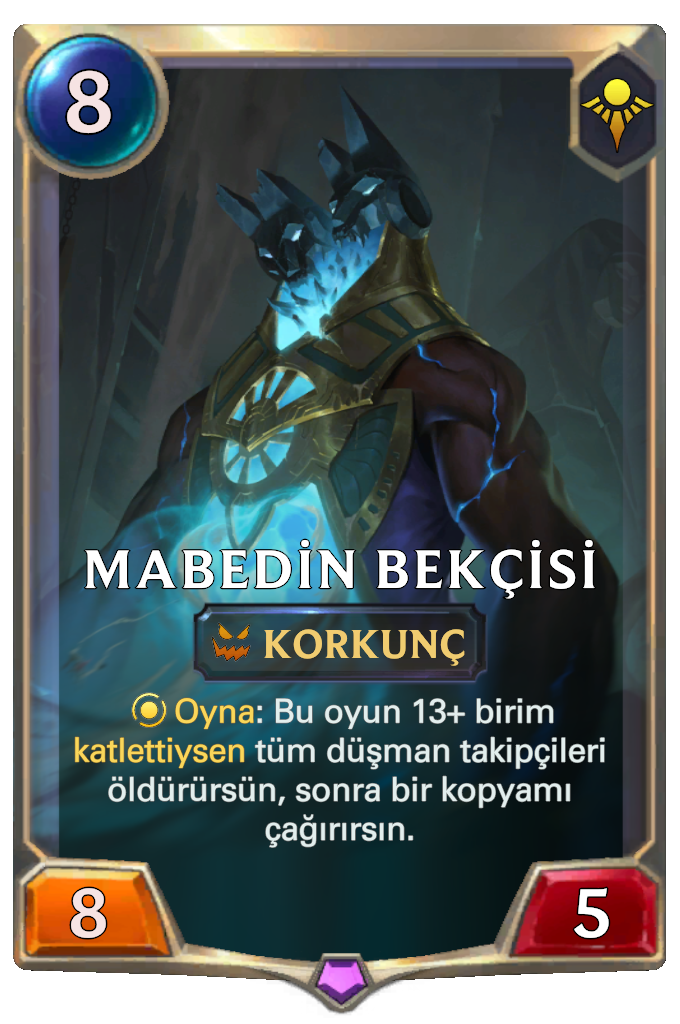 8
MABEDİN BEKÇİSİ
KORKUNÇ
Oyna: Bu oyun 13+ birim
katlettiysen tüm düşman takipçileri
öldürürsün, sonra bir kopyamı
çağırırsın.
8
5